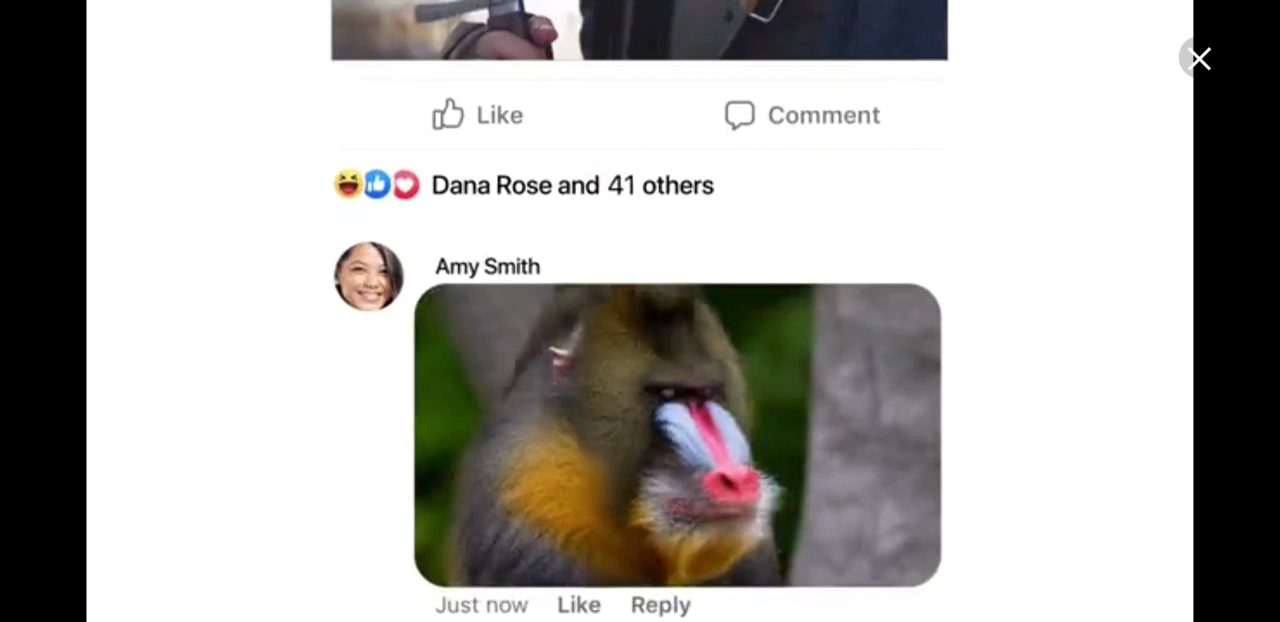 Like
Comment
Dana Rose and 41 others
Amy Smith
Just now Like Reply